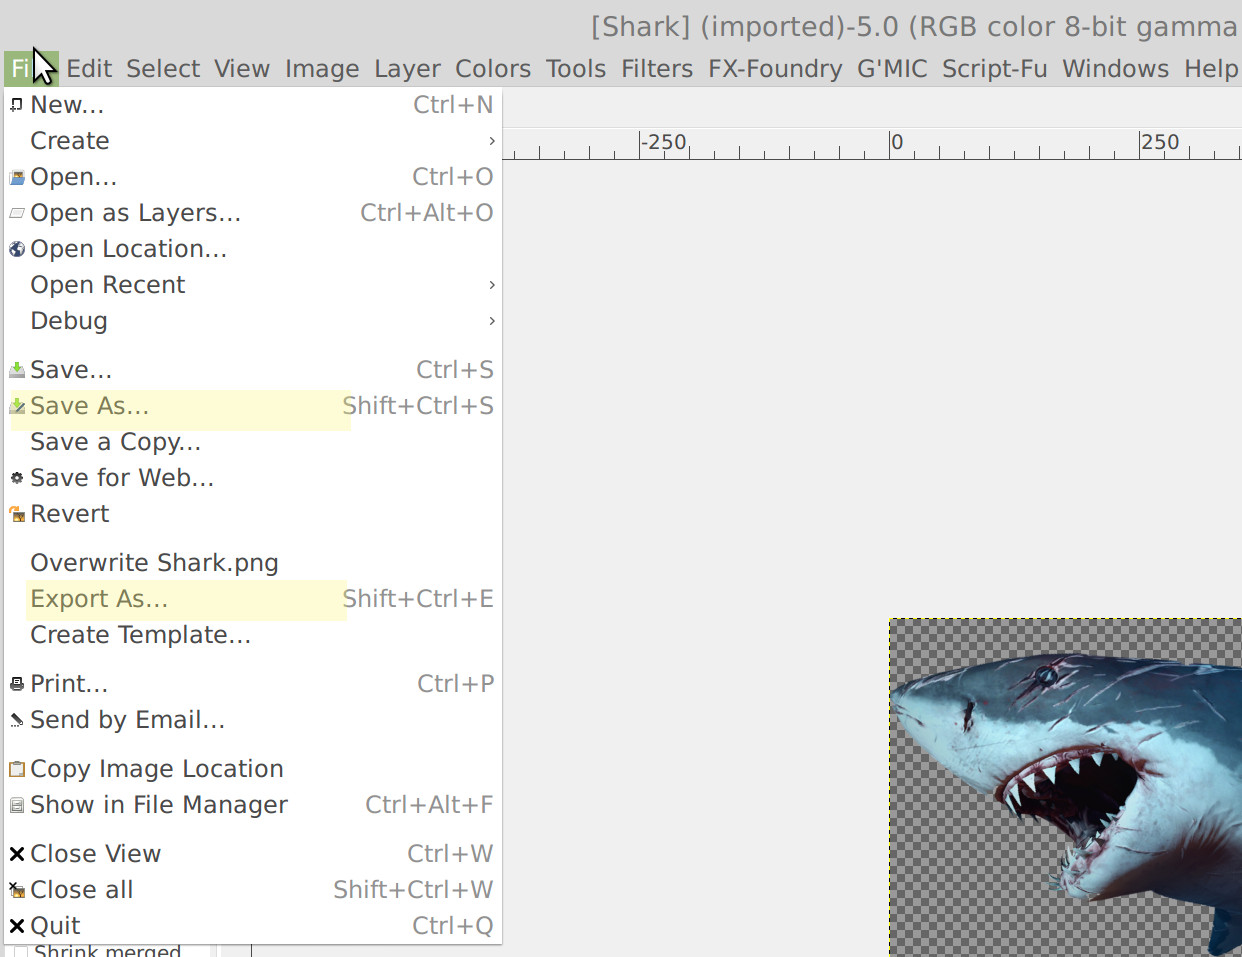 [Shark] (imported)-5.0 (RGB color 8-bit gamma
Edit Select View Image Layer Colors Tools Filters FX-Foundry G'MIC Script-Fu Windows Help
New... Ctrl+N
Create
-250 0 250
Open... Ctrl+O
Open as Layers... Ctrl+Alt+O
Open Location...
Open Recent
Debug
Save... Ctrl+S
Save As... Shift+Ctrl+S
Save a Copy...
Save for Web...
Revert
Overwrite Shark.png
Export As... Shift+Ctrl+E
Create Template...
Print... Ctrl+P
Send by Email...
Copy Image Location
Show in File Manager Ctrl+Alt+F
Close View Ctrl+W
Close all Shift+Ctrl+W
Quit Ctrl+Q
Shrink merged